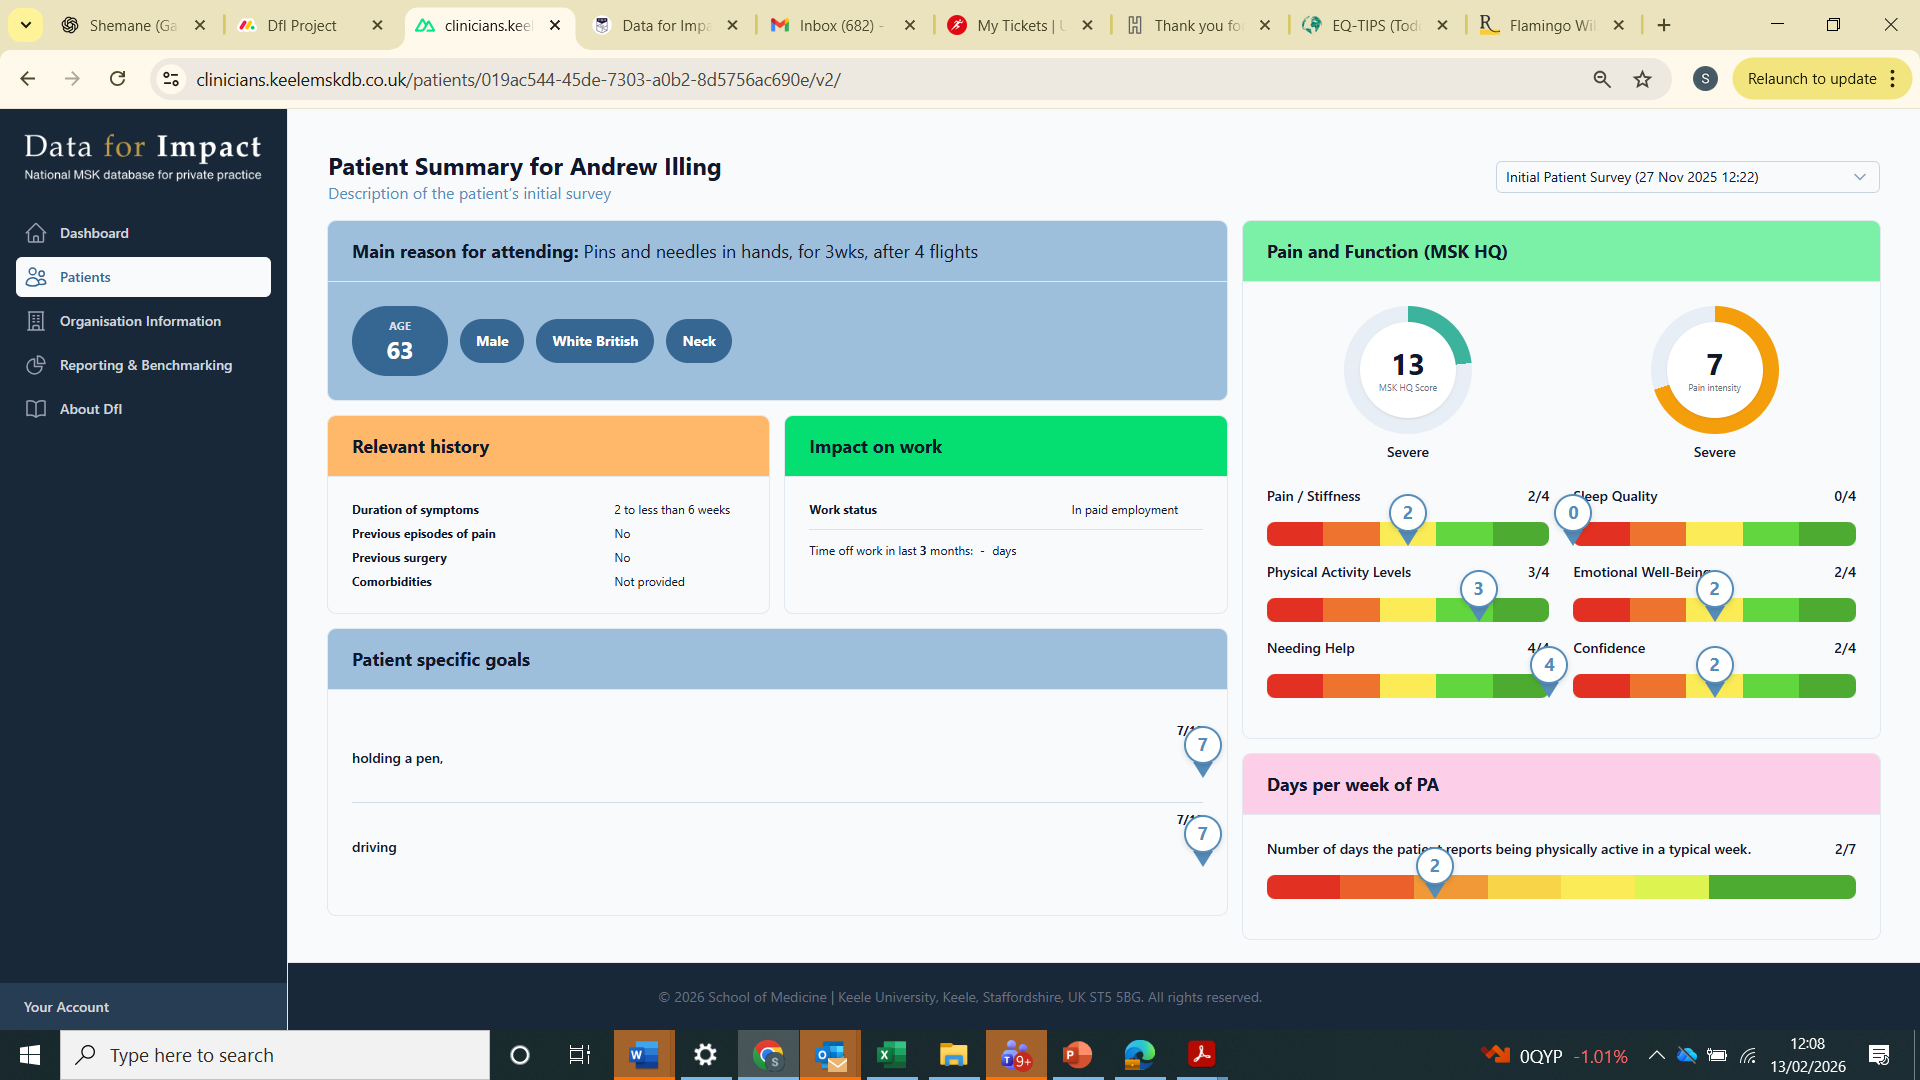 Shemane (Ga
DfI Project
clinicians.keel
Data for Impa
Inbox (682) -
My Tickets | U
Thank you fo
EQ-TIPS (Tod
Flamingo Wi
clinicians.keelemskdb.co.uk/patients/019ac544-45de-7303-a0b2-8d5756ac690e/v2/
S
Relaunch to update
Data for Impact
National MSK database for private practice
Dashboard
Patients
Organisation Information
Reporting & Benchmarking
About DfI
Your Account
Patient Summary for Andrew Illing
Description of the patient's initial survey
Initial Patient Survey (27 Nov 2025 12:22)
Main reason for attending: Pins and needles in hands, for 3wks, after 4 flights
AGE
63
Male
White British
Neck
Relevant history
Duration of symptoms 2 to less than 6 weeks
Previous episodes of pain No
Previous surgery No
Comorbidities Not provided
Impact on work
Work status In paid employment
Time off work in last 3 months: - days
Patient specific goals
7/1
holding a pen, 7
7/1
driving 7
Pain and Function (MSK HQ)
13
MSK HQ Score
Severe
7
Pain intensity
Severe
Pain / Stiffness 2/4
2
Sleep Quality 0/4
0
Physical Activity Levels 3/4
3
Emotional Well-Being 2/4
2
Needing Help 4/4
4
Confidence 2/4
2
Days per week of PA
Number of days the patient reports being physically active in a typical week. 2/7
2
© 2026 School of Medicine | Keele University, Keele, Staffordshire, UK ST5 5BG. All rights reserved.
Type here to search
9+
0QYP -1.01%
12:08
13/02/2026